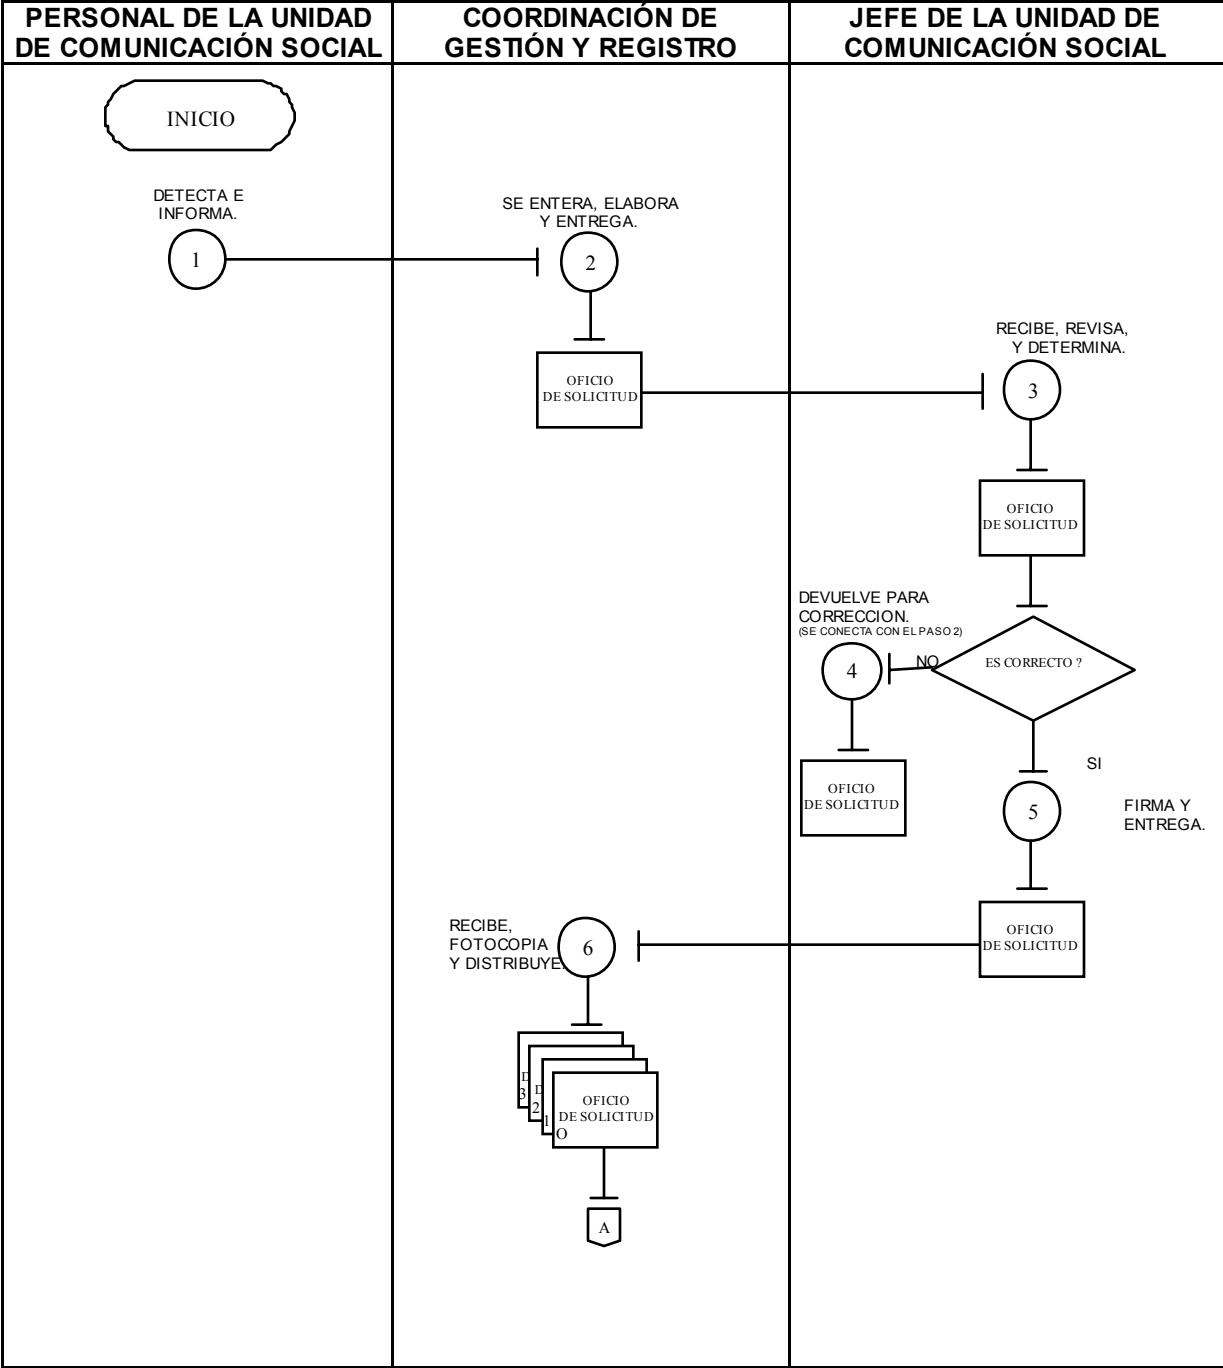 PERSONAL DE LA UNIDAD
DE COMUNICACIÓN SOCIAL
COORDINACIÓN DE
GESTIÓN Y REGISTRO
JEFE DE LA UNIDAD DE
COMUNICACIÓN SOCIAL
INICIO
DETECTA E
INFORMA.
1
SE ENTERA, ELABORA
Y ENTREGA.
2
OFICIO
DE SOLICITUD
RECIBE, REVISA,
Y DETERMINA.
3
OFICIO
DE SOLICITUD
ES CORRECTO ?
NO
DEVUELVE PARA
CORRECCION.
(SE CONECTA CON EL PASO 2)
4
OFICIO
DE SOLICITUD
SI
5
FIRMA Y
ENTREGA.
OFICIO
DE SOLICITUD
RECIBE,
FOTOCOPIA
Y DISTRIBUYE.
6
D
3
D
2
1
OFICIO
DE SOLICITUD
O
A